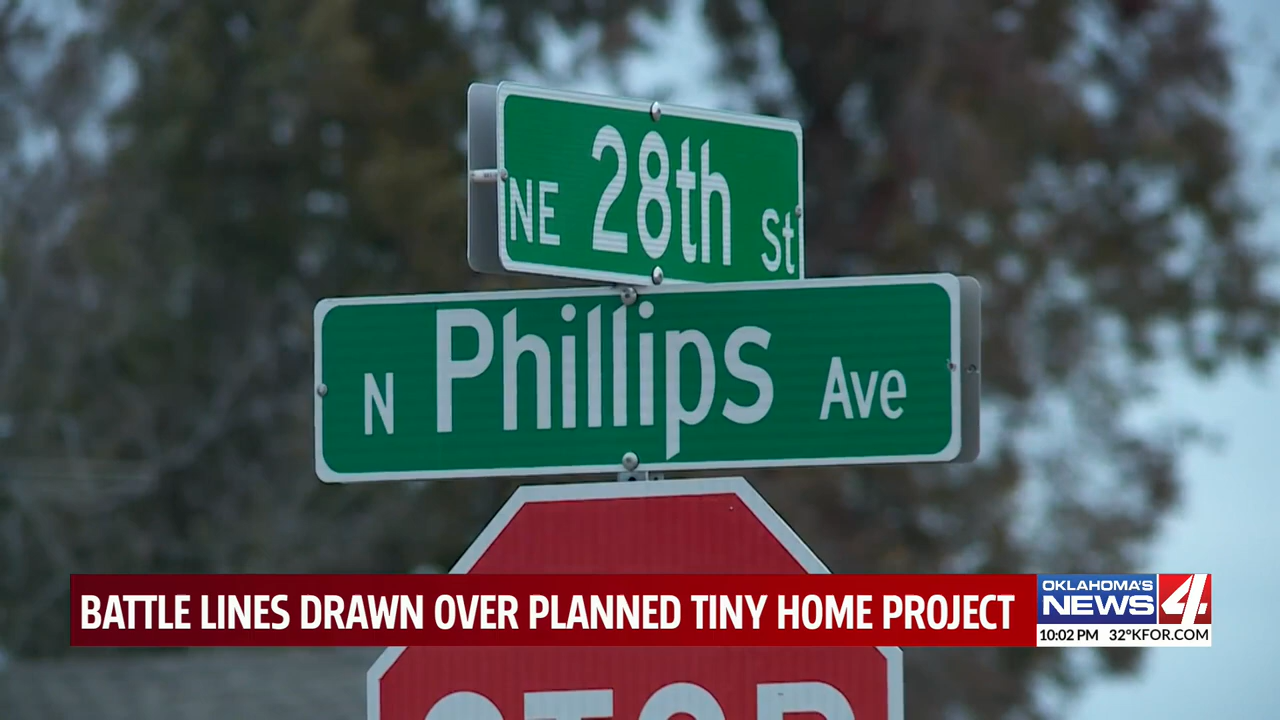 NE 28th St
N Phillips Ave
BATTLE LINES DRAWN OVER PLANNED TINY HOME PROJECT
OKLAHOMA'S
NEWS 4
10:02 PM 32° KFOR.COM
STOP